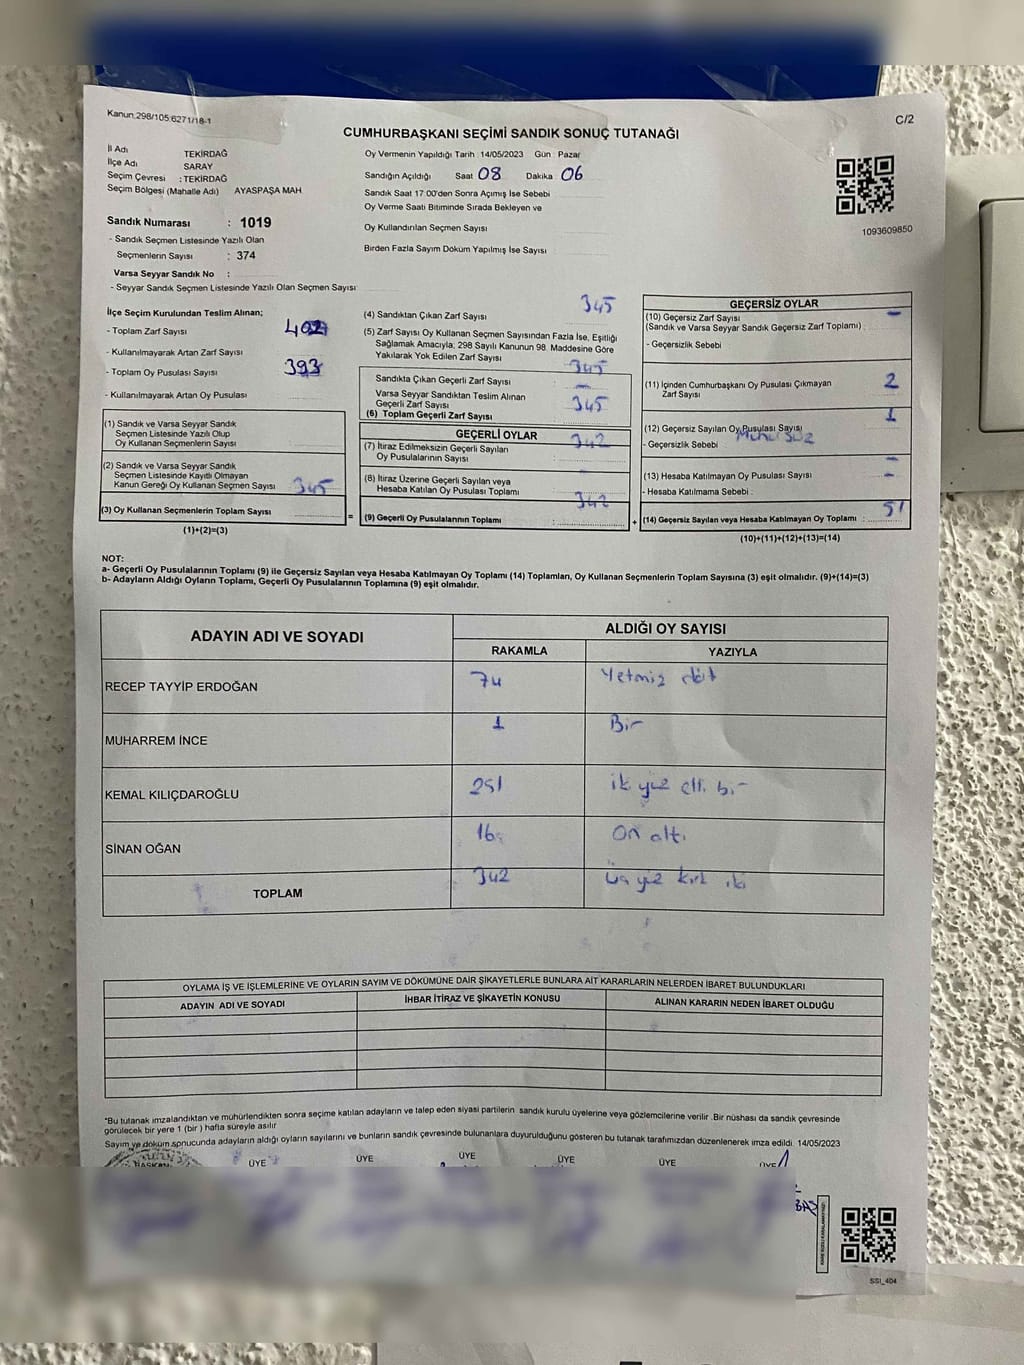 Kanun:298/105:6271/18-1
C/2
CUMHURBAŞKANI SEÇİMİ SANDIK SONUÇ TUTANAĞI
İl Adı TEKİRDAĞ
İlçe Adı SARAY
Seçim Çevresi : TEKİRDAĞ
Seçim Bölgesi (Mahalle Adı) AYASPAŞA MAH.
Sandık Numarası : 1019
- Sandık Seçmen Listesinde Yazılı Olan
Seçmenlerin Sayısı : 374
Varsa Seyyar Sandık No :
- Seyyar Sandık Seçmen Listesinde Yazılı Olan Seçmen Sayısı
Oy Vermenin Yapıldığı Tarih :14/05/2023 Gün : Pazar
Sandığın Açıldığı Saat 08 Dakika 06
Sandık Saat 17:00'den Sonra Açımış İse Sebebi
Oy Verme Saati Bitiminde Sırada Bekleyen ve
Oy Kullandırılan Seçmen Sayısı
Birden Fazla Sayım Döküm Yapılmış İse Sayısı
1093609850
İlçe Seçim Kurulundan Teslim Alınan;
- Toplam Zarf Sayısı
- Kullanılmayarak Artan Zarf Sayısı
- Toplam Oy Pusulası Sayısı 393
- Kullanılmayarak Artan Oy Pusulası
(1) Sandık ve Varsa Seyyar Sandık
Seçmen Listesinde Yazılı Olup
Oy Kullanan Seçmenlerin Sayısı
(2) Sandık ve Varsa Seyyar Sandık
Seçmen Listesinde Kayıtlı Olmayan
Kanun Gereği Oy Kullanan Seçmen Sayısı
345
(3) Oy Kullanan Seçmenlerin Toplam Sayısı
(1)+(2)=(3)
=
345
(4) Sandıktan Çıkan Zarf Sayısı
(5) Zarf Sayısı Oy Kullanan Seçmen Sayısından Fazla İse, Eşitliği
Sağlamak Amacıyla; 298 Sayılı Kanunun 98. Maddesine Göre
Yakılarak Yok Edilen Zarf Sayısı
345
Sandıkta Çıkan Geçerli Zarf Sayısı
-
Varsa Seyyar Sandıktan Teslim Alınan
Geçerli Zarf Sayısı
345
(6) Toplam Geçerli Zarf Sayısı
GEÇERLİ OYLAR
342
(7) İtiraz Edilmeksizin Geçerli Sayılan
Oy Pusulalarının Sayısı
(8) İtiraz Üzerine Geçerli Sayılan veya
Hesaba Katılan Oy Pusulası Toplamı
342
(9) Geçerli Oy Pusulalarının Toplamı
+
GEÇERSİZ OYLAR
(10) Geçersiz Zarf Sayısı
(Sandık ve Varsa Seyyar Sandık Geçersiz Zarf Toplamı) :
-
- Geçersizlik Sebebi
(11) İçinden Cumhurbaşkanı Oy Pusulası Çıkmayan
Zarf Sayısı
2
1
(12) Geçersiz Sayılan Oy Pusulası Sayısı
- Geçersizlik Sebebi
-
(13) Hesaba Katılmayan Oy Pusulası Sayısı
-
- Hesaba Katılmama Sebebi :
(14) Geçersiz Sayılan veya Hesaba Katılmayan Oy Toplamı
(10)+(11)+(12)+(13)=(14)
NOT:
a- Geçerli Oy Pusulalarının Toplamı (9) ile Geçersiz Sayılan veya Hesaba Katılmayan Oy Toplamı (14) Toplamları, Oy Kullanan Seçmenlerin Toplam Sayısına (3) eşit olmalıdır. (9)+(14)=(3)
b- Adayların Aldığı Oyların Toplamı, Geçerli Oy Pusulalarının Toplamına (9) eşit olmalıdır.
ADAYIN ADI VE SOYADI
ALDIĞI OY SAYISI
RAKAMLA
YAZIYLA
RECEP TAYYİP ERDOĞAN 74 Yetmiş dört
MUHARREM İNCE 1 Bir
KEMAL KILIÇDAROĞLU 251 ik yüz elli bir
SİNAN OĞAN 16 On altı
TOPLAM 342 Üç yüz kırk iki
OYLAMA İŞ VE İŞLEMLERİNE VE OYLARIN SAYIM VE DÖKÜMÜNE DAİR ŞİKAYETLERLE BUNLARA AİT KARARLARIN NELERDEN İBARET BULUNDUKLARI
ADAYIN ADI VE SOYADI
İHBAR İTİRAZ VE ŞİKAYETİN KONUSU
ALINAN KARARIN NEDEN İBARET OLDUĞU
*Bu tutanak imzalandıktan ve mühürlendikten sonra seçime katılan adayların ve talep eden siyasi partilerin sandık kurulu üyelerine veya gözlemcilerine verilir .Bir nüshası da sandık çevresinde
görülecek bir yere 1 (bir ) hafta süreyle asılır
Sayım ve döküm sonucunda adayların aldığı oyların sayılarını ve bunların sandık çevresinde bulunanlara duyurulduğunu gösteren bu tutanak tarafımızdan düzenlenerek imza edildi. 14/05/2023
BAŞKAN ÜYE ÜYE ÜYE ÜYE ÜYE ÜYE
SSI_404